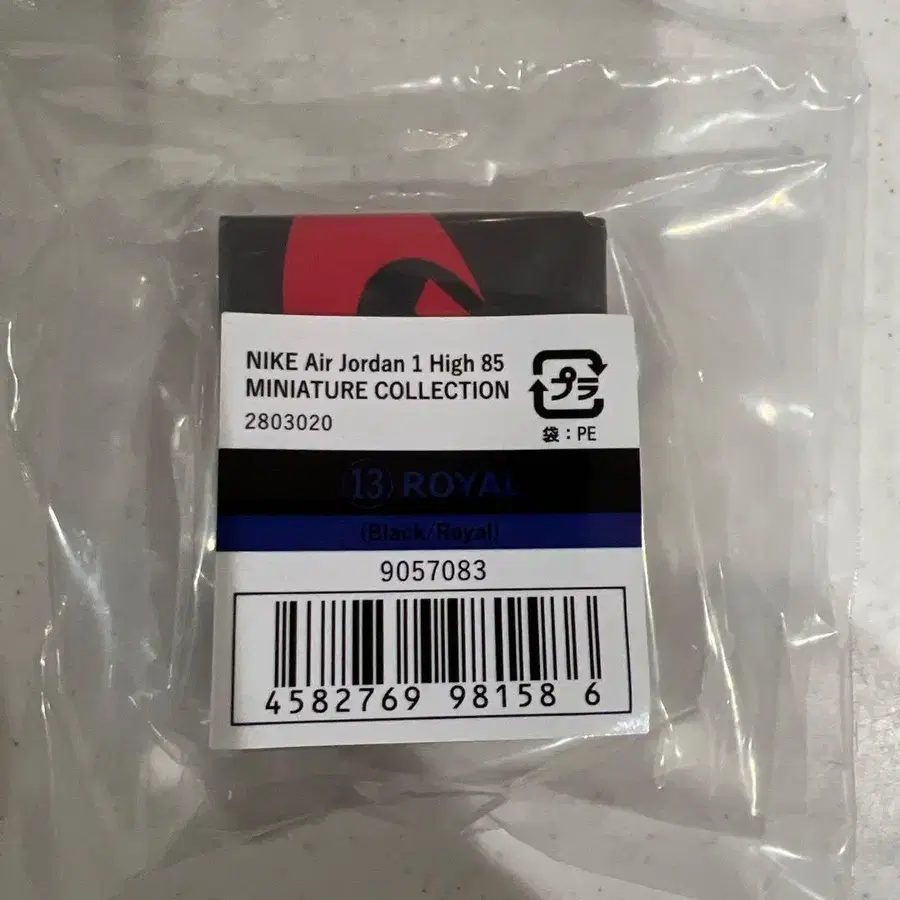 NIKE Air Jordan 1 High 85
MINIATURE COLLECTION
2803020
プラ
袋：PE
⑬ ROYAL
(Black/Royal)
9057083
4582769 98158 6